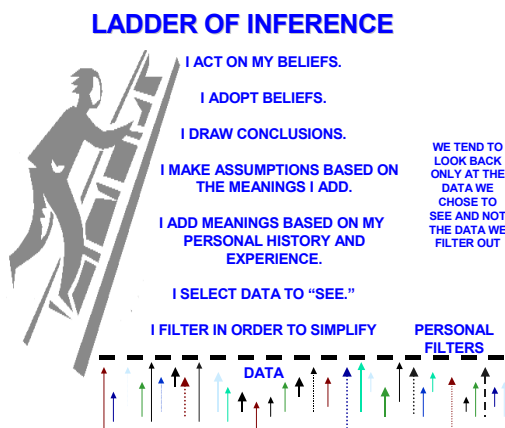 LADDER OF INFERENCE
I ACT ON MY BELIEFS.
I ADOPT BELIEFS.
I DRAW CONCLUSIONS.
I MAKE ASSUMPTIONS BASED ON
THE MEANINGS I ADD.
I ADD MEANINGS BASED ON MY
PERSONAL HISTORY AND
EXPERIENCE.
I SELECT DATA TO “SEE.”
I FILTER IN ORDER TO SIMPLIFY
WE TEND TO
LOOK BACK
ONLY AT THE
DATA WE
CHOSE TO
SEE AND NOT
THE DATA WE
FILTER OUT
PERSONAL
FILTERS
DATA